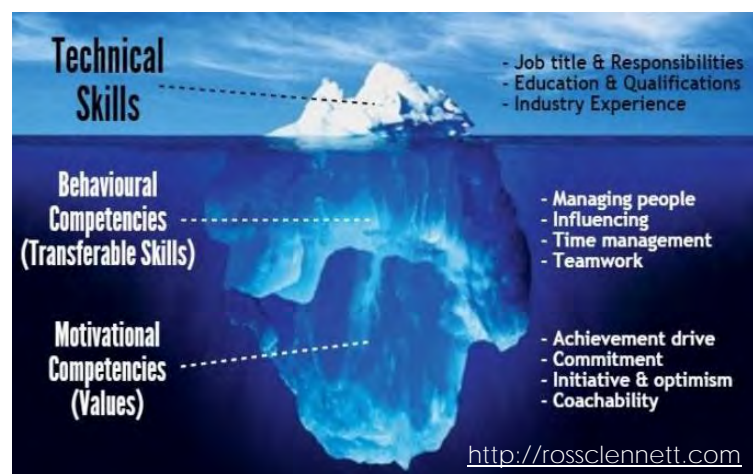 Technical
Skills
- Job title & Responsibilities
- Education & Qualifications
- Industry Experience
Behavioural
Competencies
(Transferable Skills)
- Managing people
- Influencing
- Time management
- Teamwork
Motivational
Competencies
(Values)
- Achievement drive
- Commitment
- Initiative & optimism
- Coachability
http://rossclennett.com